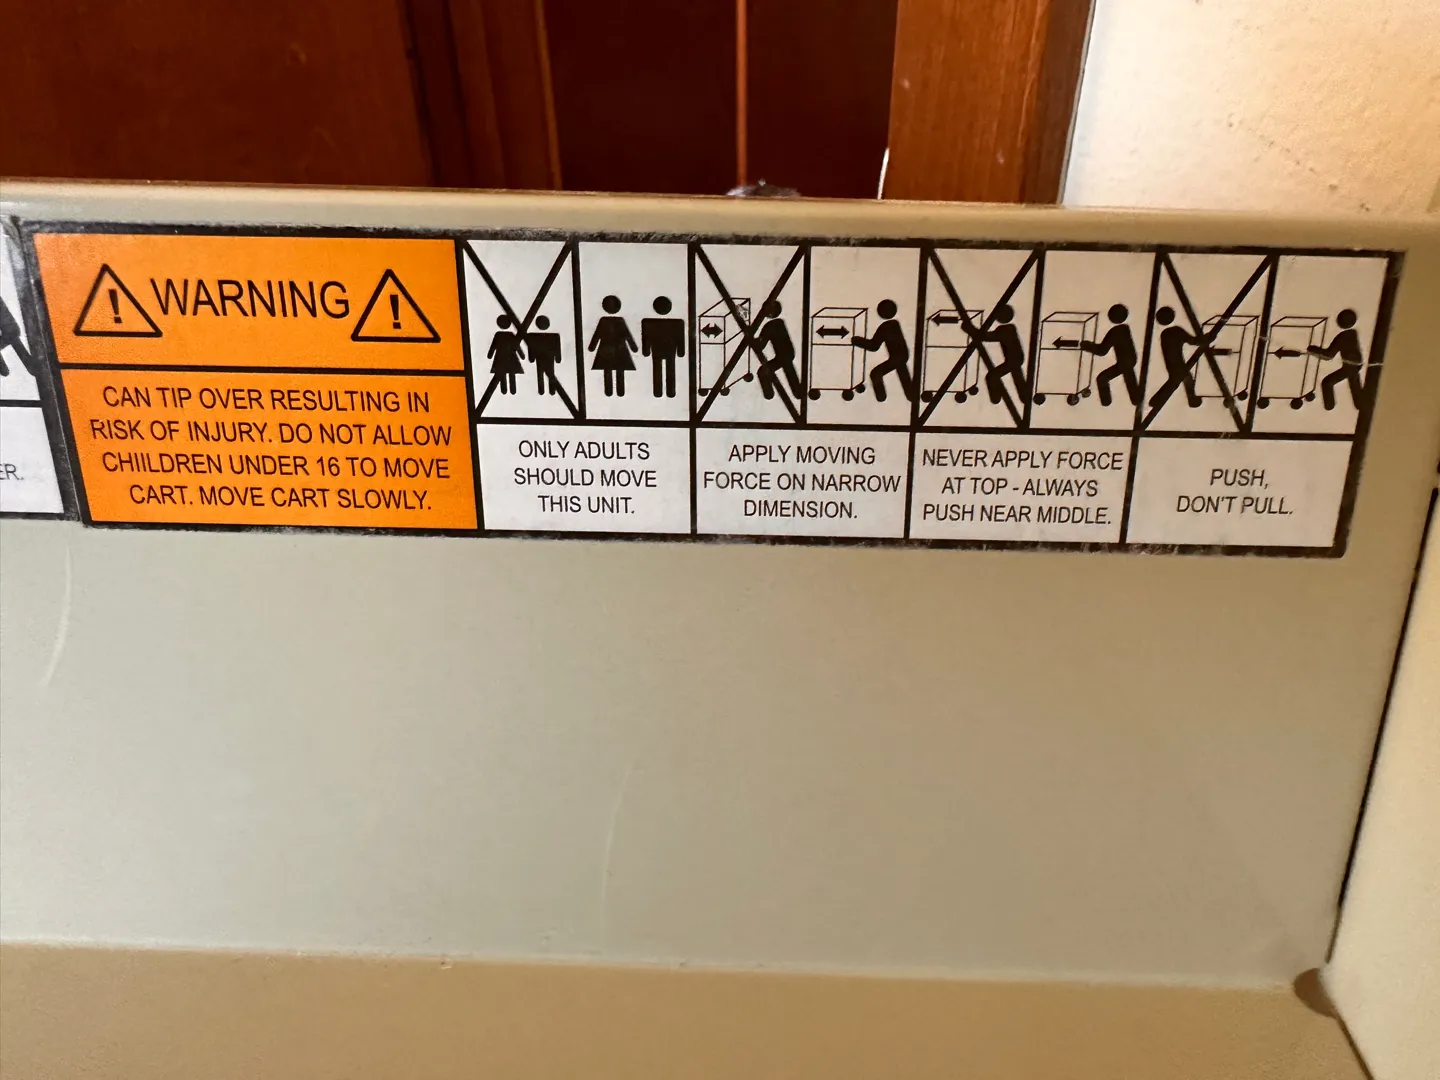 WARNING
CAN TIP OVER RESULTING IN
RISK OF INJURY. DO NOT ALLOW
CHIILDREN UNDER 16 TO MOVE
CART. MOVE CART SLOWLY.
ONLY ADULTS
SHOULD MOVE
THIS UNIT.
APPLY MOVING
FORCE ON NARROW
DIMENSION.
NEVER APPLY FORCE
AT TOP - ALWAYS
PUSH NEAR MIDDLE.
PUSH,
DON'T PULL.